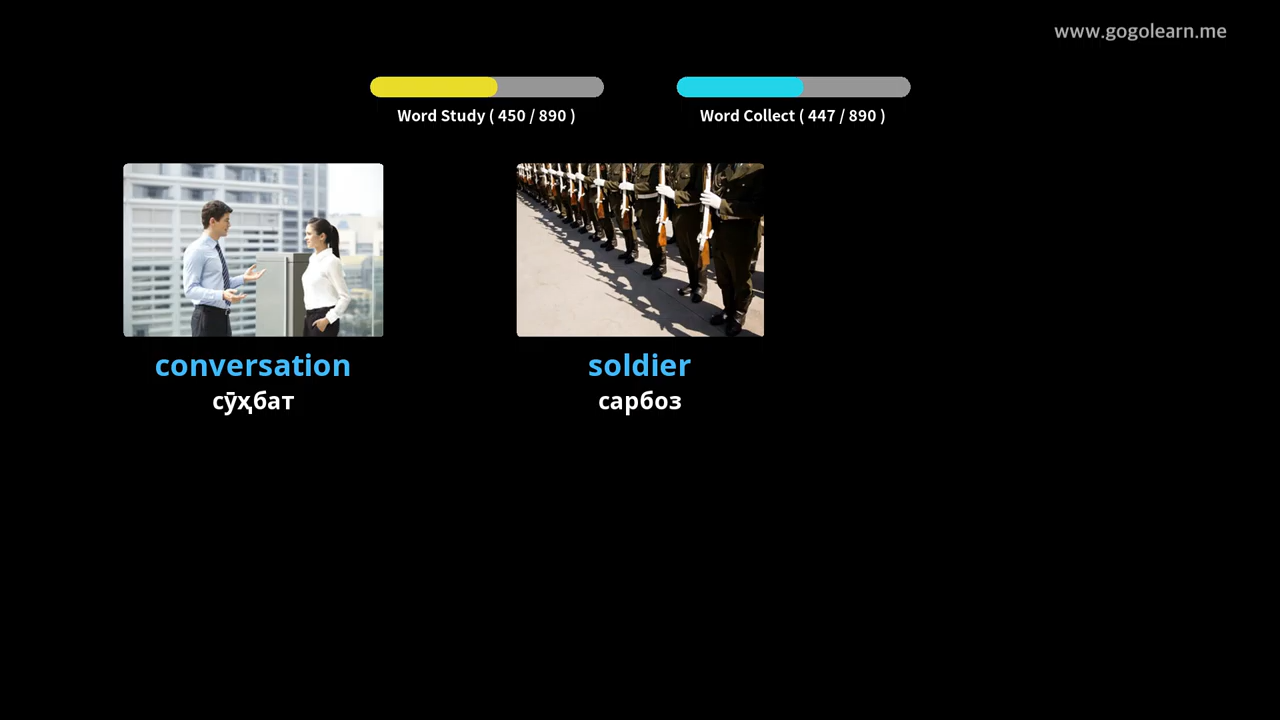 www.gogolearn.me
Word Study ( 450 / 890 )
Word Collect ( 447 / 890 )
conversation
сӯҳбат
soldier
сарбоз